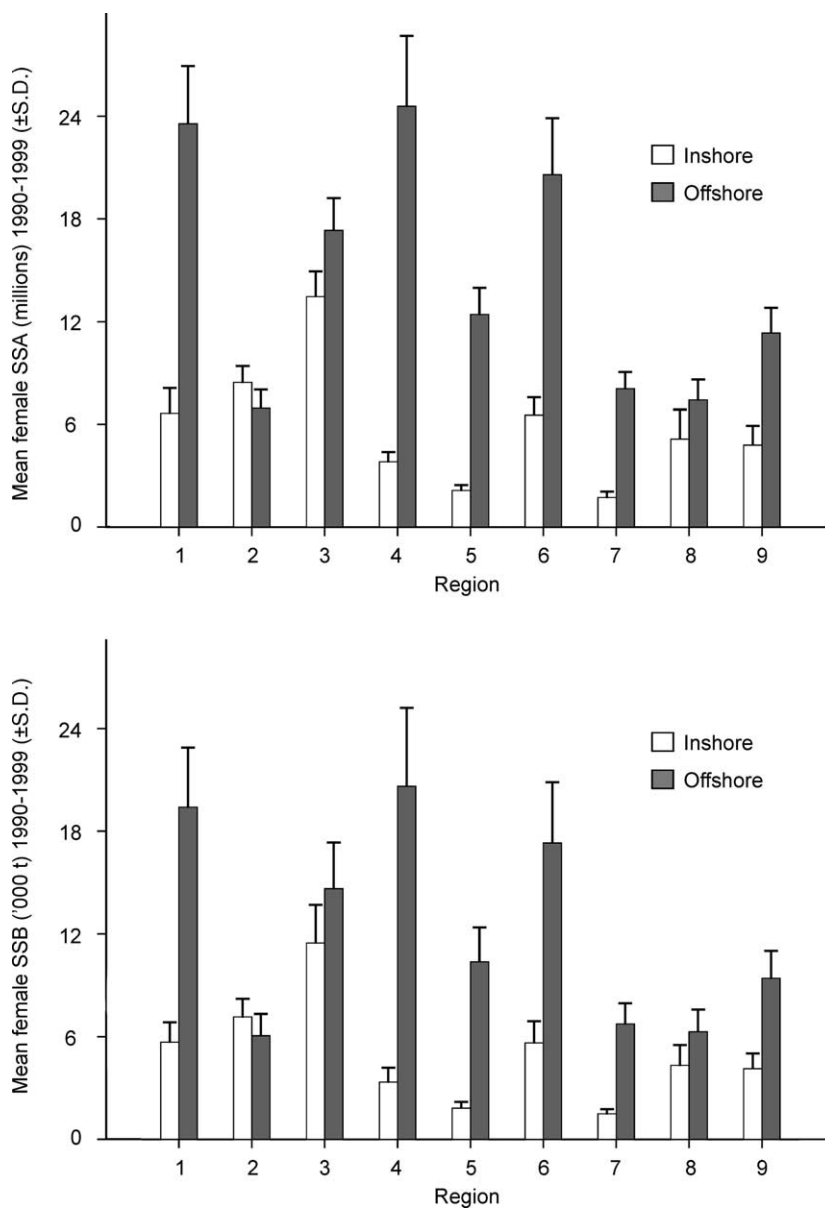 Mean female SSA (millions) 1990-1999 (±S.D.)
24
18
12
6
0
Inshore
Offshore
1 2 3 4 5 6 7 8 9
Region
Mean female SSB ('000 t) 1990-1999 (±S.D.)
24
18
12
6
0
Inshore
Offshore
1 2 3 4 5 6 7 8 9
Region